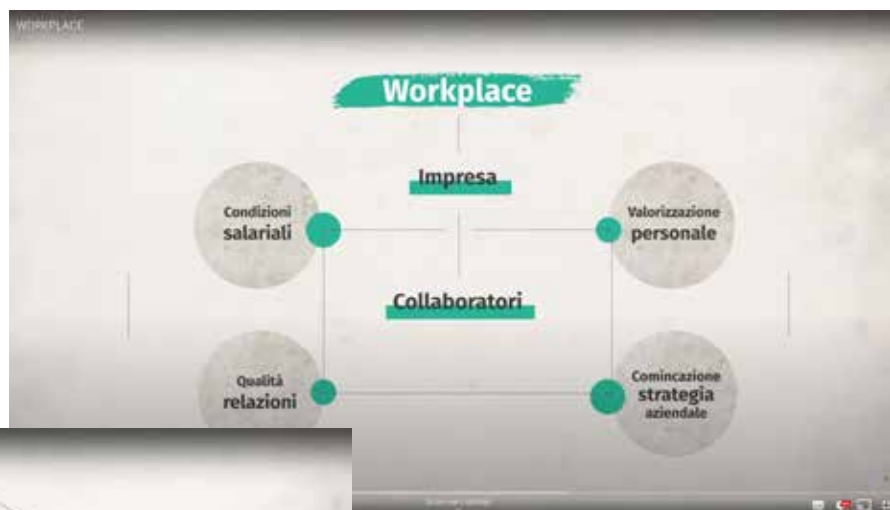 WORKPLACE
Workplace
Impresa
Condizioni
salariali
Valorizzazione
personale
Collaboratori
Qualità
relazioni
Comincazione
strategia
aziendale